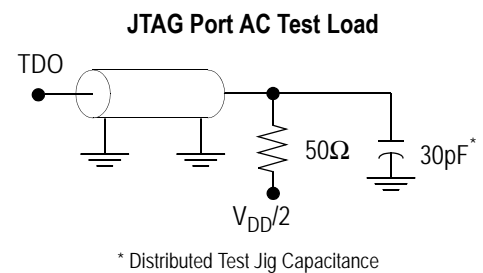 JTAG Port AC Test Load
TDO
50Ω
30pF*
VDD/2
* Distributed Test Jig Capacitance